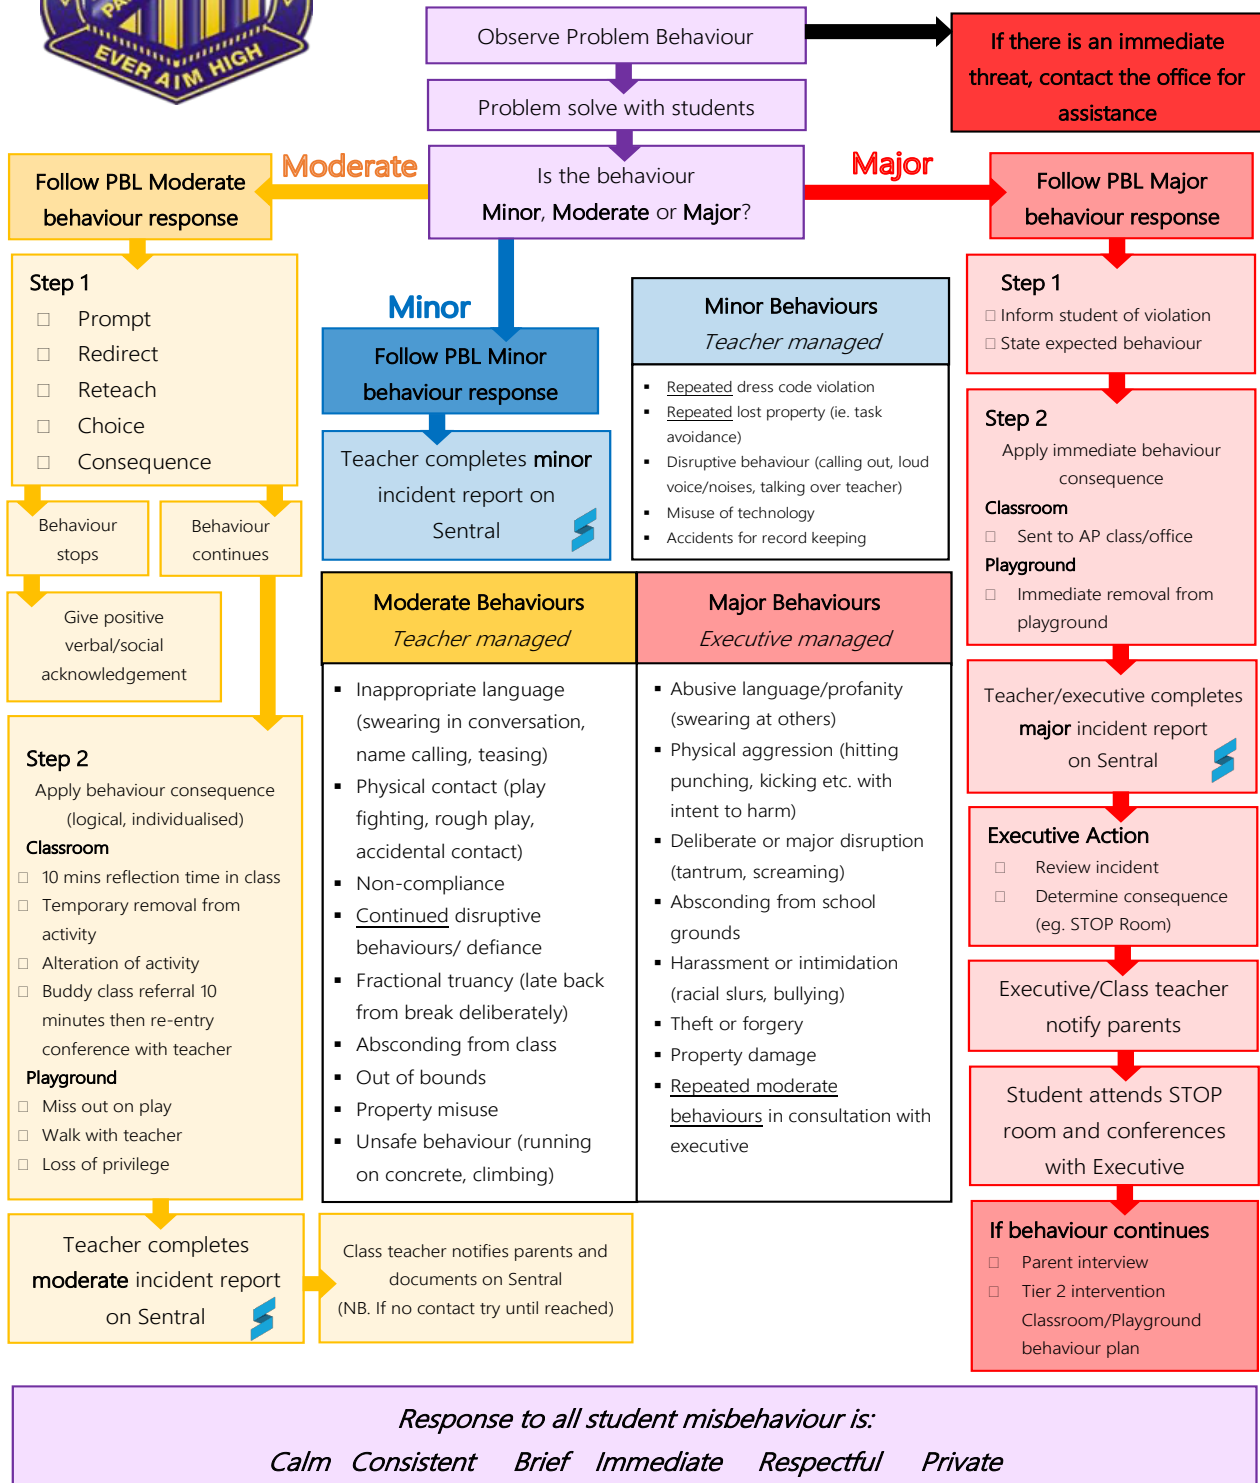 PA
EVER AIM HIGH
Observe Problem Behaviour
If there is an immediate
threat, contact the office for
assistance
Problem solve with students
Is the behaviour
Minor, Moderate or Major?
Moderate
Major
Minor
Follow PBL Moderate
behaviour response
Step 1
□ Prompt
□ Redirect
□ Reteach
□ Choice
□ Consequence
Behaviour
stops
Behaviour
continues
Give positive
verbal/social
acknowledgement
Step 2
Apply behaviour consequence
(logical, individualised)
Classroom
□ 10 mins reflection time in class
□ Temporary removal from
activity
□ Alteration of activity
□ Buddy class referral 10
minutes then re-entry
conference with teacher
Playground
□ Miss out on play
□ Walk with teacher
□ Loss of privilege
Teacher completes
moderate incident report
on Sentral
Class teacher notifies parents and
documents on Sentral
(NB. If no contact try until reached)
Follow PBL Minor
behaviour response
Teacher completes minor
incident report on
Sentral
Minor Behaviours
Teacher managed
▪ Repeated dress code violation
▪ Repeated lost property (ie. task
avoidance)
▪ Disruptive behaviour (calling out, loud
voice/noises, talking over teacher)
▪ Misuse of technology
▪ Accidents for record keeping
Moderate Behaviours
Teacher managed
▪ Inappropriate language
(swearing in conversation,
name calling, teasing)
▪ Physical contact (play
fighting, rough play,
accidental contact)
▪ Non-compliance
▪ Continued disruptive
behaviours/ defiance
▪ Fractional truancy (late back
from break deliberately)
▪ Absconding from class
▪ Out of bounds
▪ Property misuse
▪ Unsafe behaviour (running
on concrete, climbing)
Major Behaviours
Executive managed
▪ Abusive language/profanity
(swearing at others)
▪ Physical aggression (hitting
punching, kicking etc. with
intent to harm)
▪ Deliberate or major disruption
(tantrum, screaming)
▪ Absconding from school
grounds
▪ Harassment or intimidation
(racial slurs, bullying)
▪ Theft or forgery
▪ Property damage
▪ Repeated moderate
behaviours in consultation with
executive
Follow PBL Major
behaviour response
Step 1
□ Inform student of violation
□ State expected behaviour
Step 2
Apply immediate behaviour
consequence
Classroom
□ Sent to AP class/office
Playground
□ Immediate removal from
playground
Teacher/executive completes
major incident report
on Sentral
Executive Action
□ Review incident
□ Determine consequence
(eg. STOP Room)
Executive/Class teacher
notify parents
Student attends STOP
room and conferences
with Executive
If behaviour continues
□ Parent interview
□ Tier 2 intervention
Classroom/Playground
behaviour plan
Response to all student misbehaviour is:
Calm Consistent Brief Immediate Respectful Private